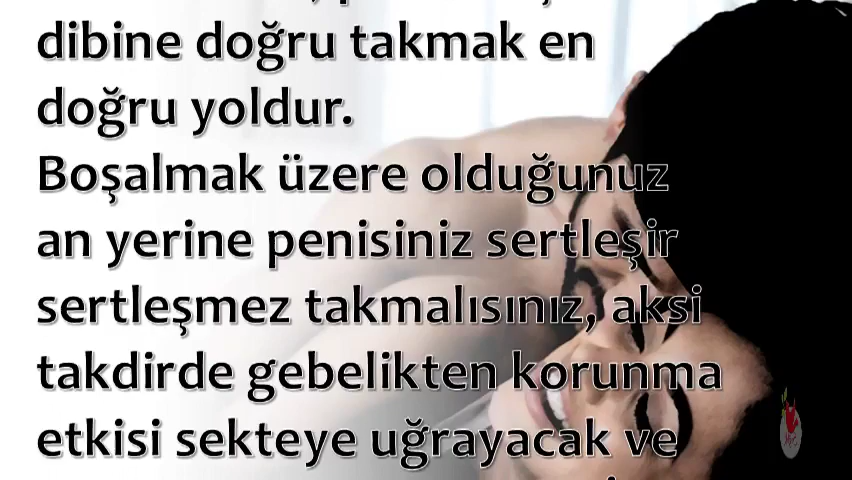 dibine doğru takmak en
doğru yoldur.
Boşalmak üzere olduğunuz
an yerine penisiniz sertleşir
sertleşmez takmalısınız, aksi
takdirde gebelikten korunma
etkisi sekteye uğrayacak ve